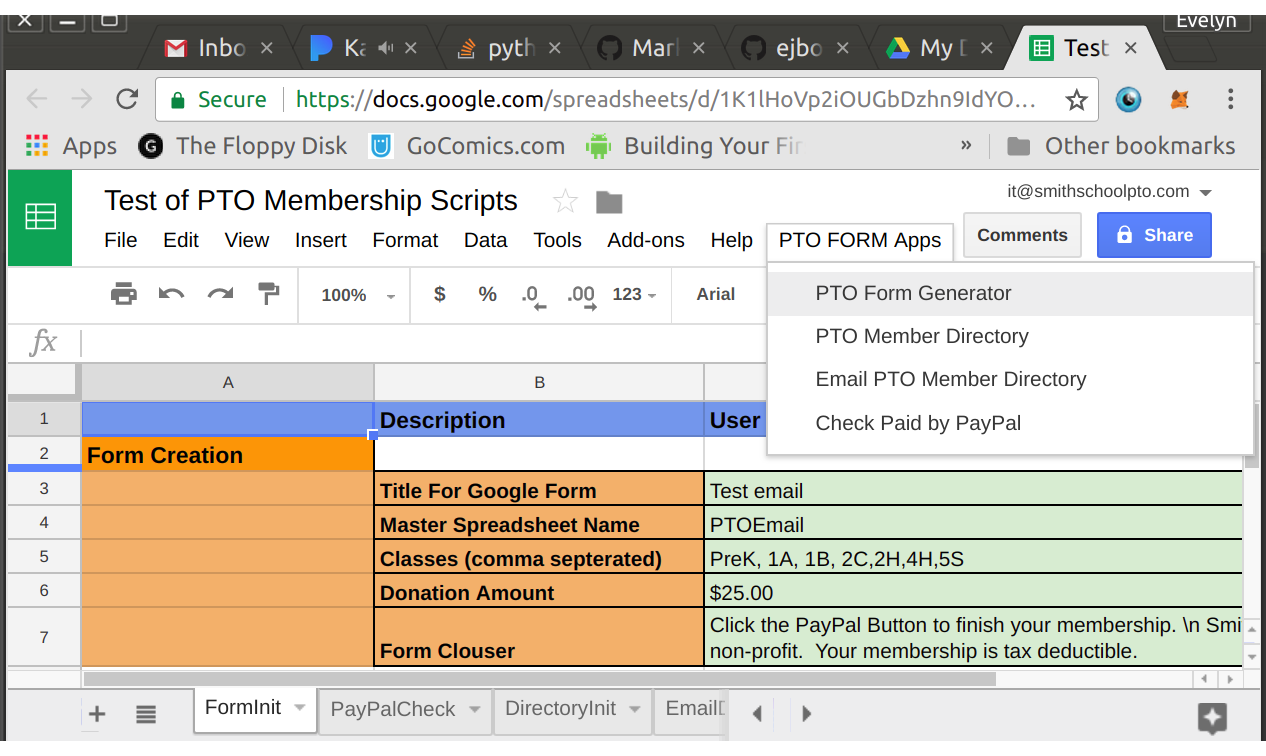 Evelyn
Inbo Ka pyth Mar ejbo My D Test
Secure https://docs.google.com/spreadsheets/d/1K1lHoVp2iOUGbDzhn9IdYO...
Apps G The Floppy Disk GoComics.com Building Your Fir » Other bookmarks
Test of PTO Membership Scripts
it@smithschoolpto.com
File Edit View Insert Format Data Tools Add-ons Help PTO FORM Apps Comments Share
100% $ % .0 .00 123 Arial
PTO Form Generator
PTO Member Directory
Email PTO Member Directory
Check Paid by PayPal
fx
A B
1 Description User
2 Form Creation
3 Title For Google Form Test email
4 Master Spreadsheet Name PTOEmail
5 Classes (comma septerated) PreK, 1A, 1B, 2C,2H,4H,5S
6 Donation Amount $25.00
Click the PayPal Button to finish your membership. \n Smi
7 Form Clouser non-profit. Your membership is tax deductible.
FormInit PayPalCheck DirectoryInit EmailD